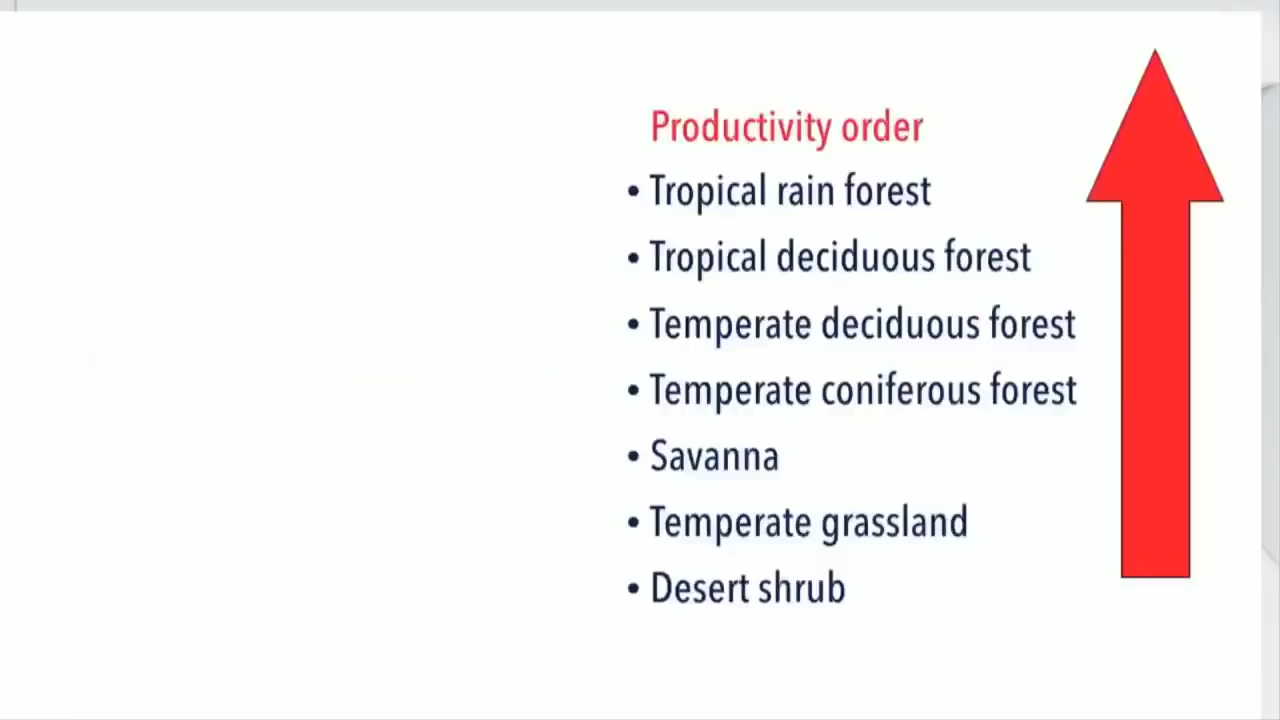 Productivity order
• Tropical rain forest
• Tropical deciduous forest
• Temperate deciduous forest
• Temperate coniferous forest
• Savanna
• Temperate grassland
• Desert shrub